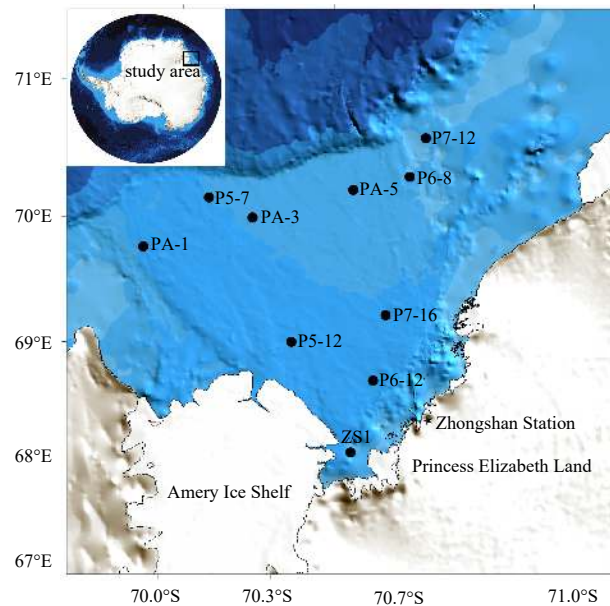 study area
71°E
P7-12
P6-8
PA-5
P5-7
70°E
PA-3
PA-1
P7-16
69°E
P5-12
P6-12
Zhongshan Station
ZS1
68°E
Princess Elizabeth Land
Amery Ice Shelf
67°E
70.0°S
70.3°S
70.7°S
71.0°S